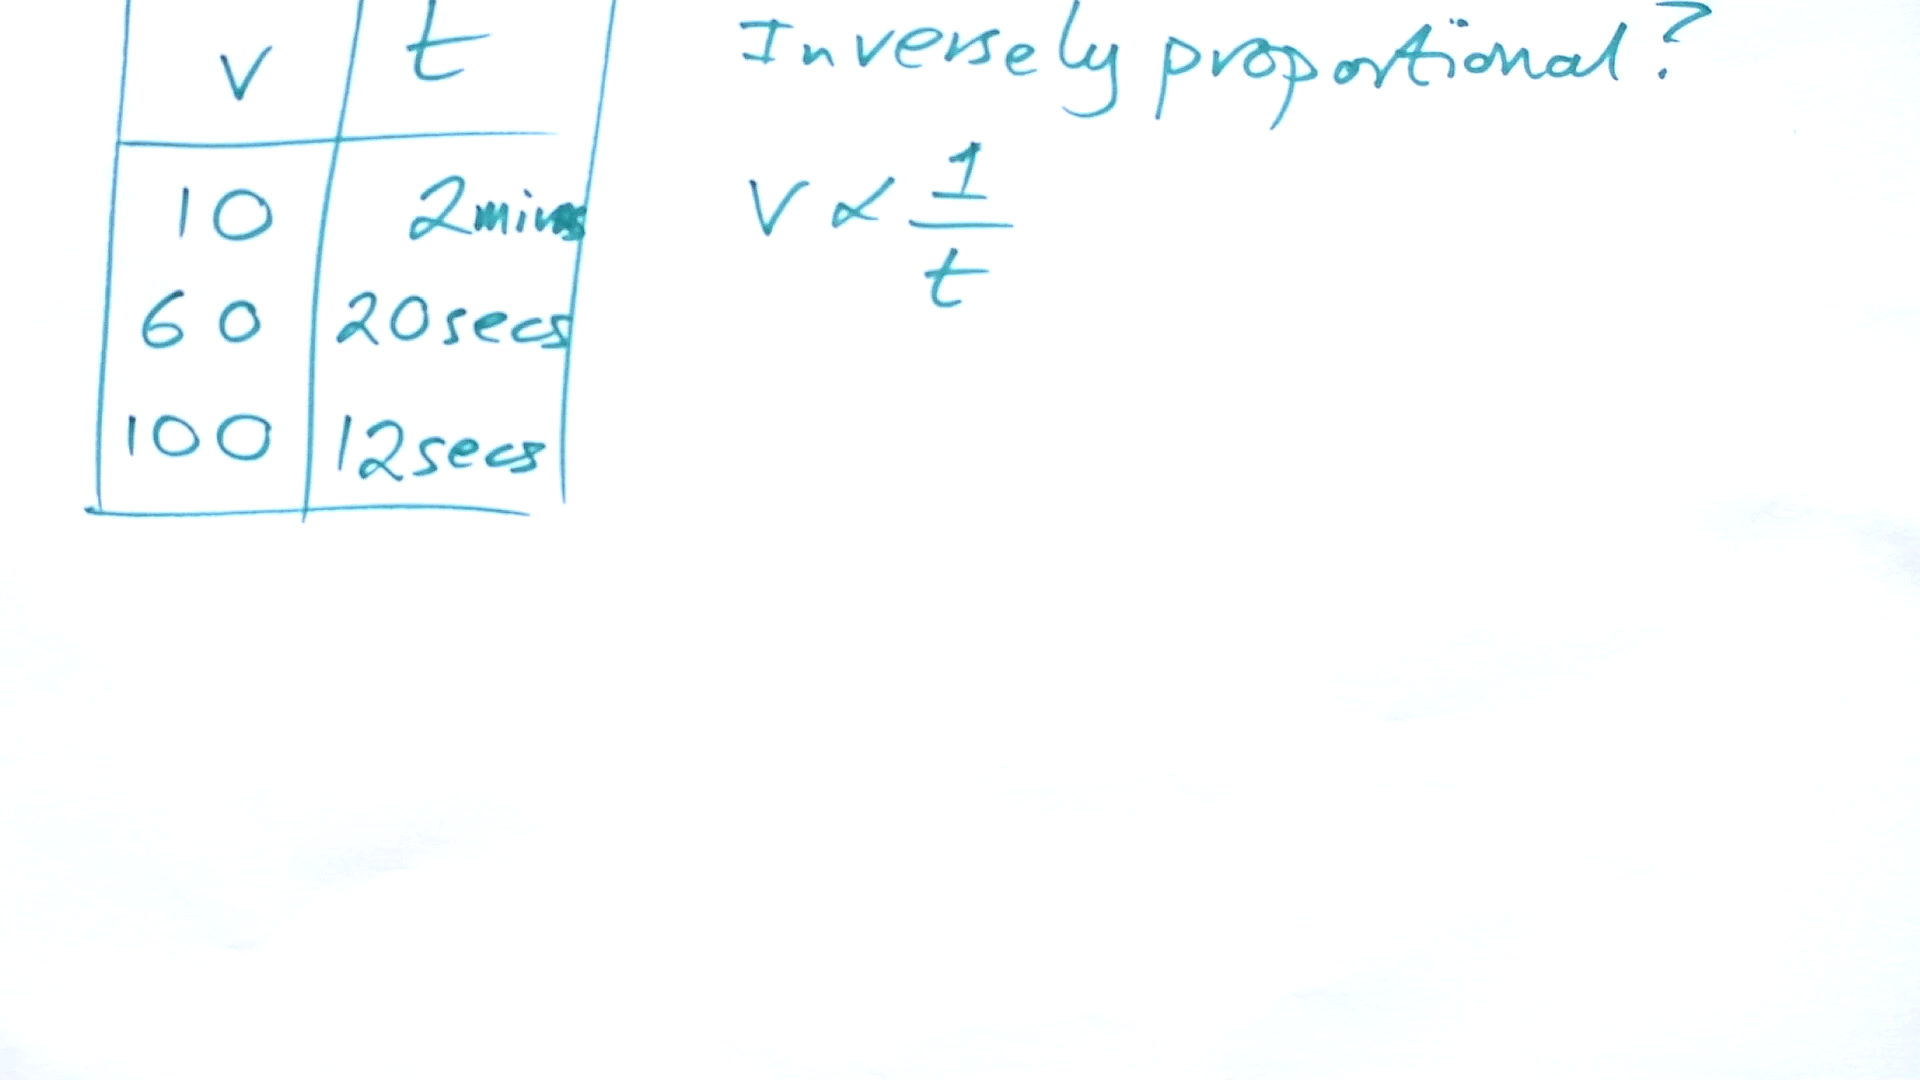 v t
10 2mins
60 20secs
100 12secs
Inversely proportional?
v ∝ 1/t